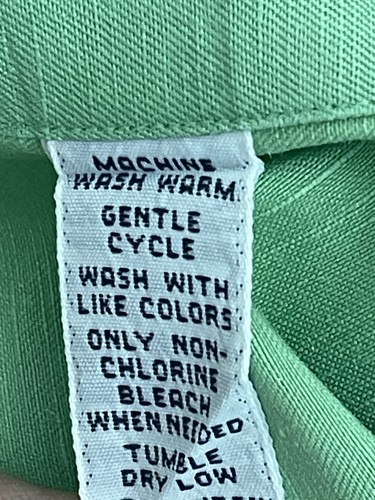 MACHINE
WASH WARM
GENTLE
CYCLE
WASH WITH
LIKE COLORS
ONLY NON-
CHLORINE
BLEACH
WHEN NEEDED
TUMBLE
DRY LOW